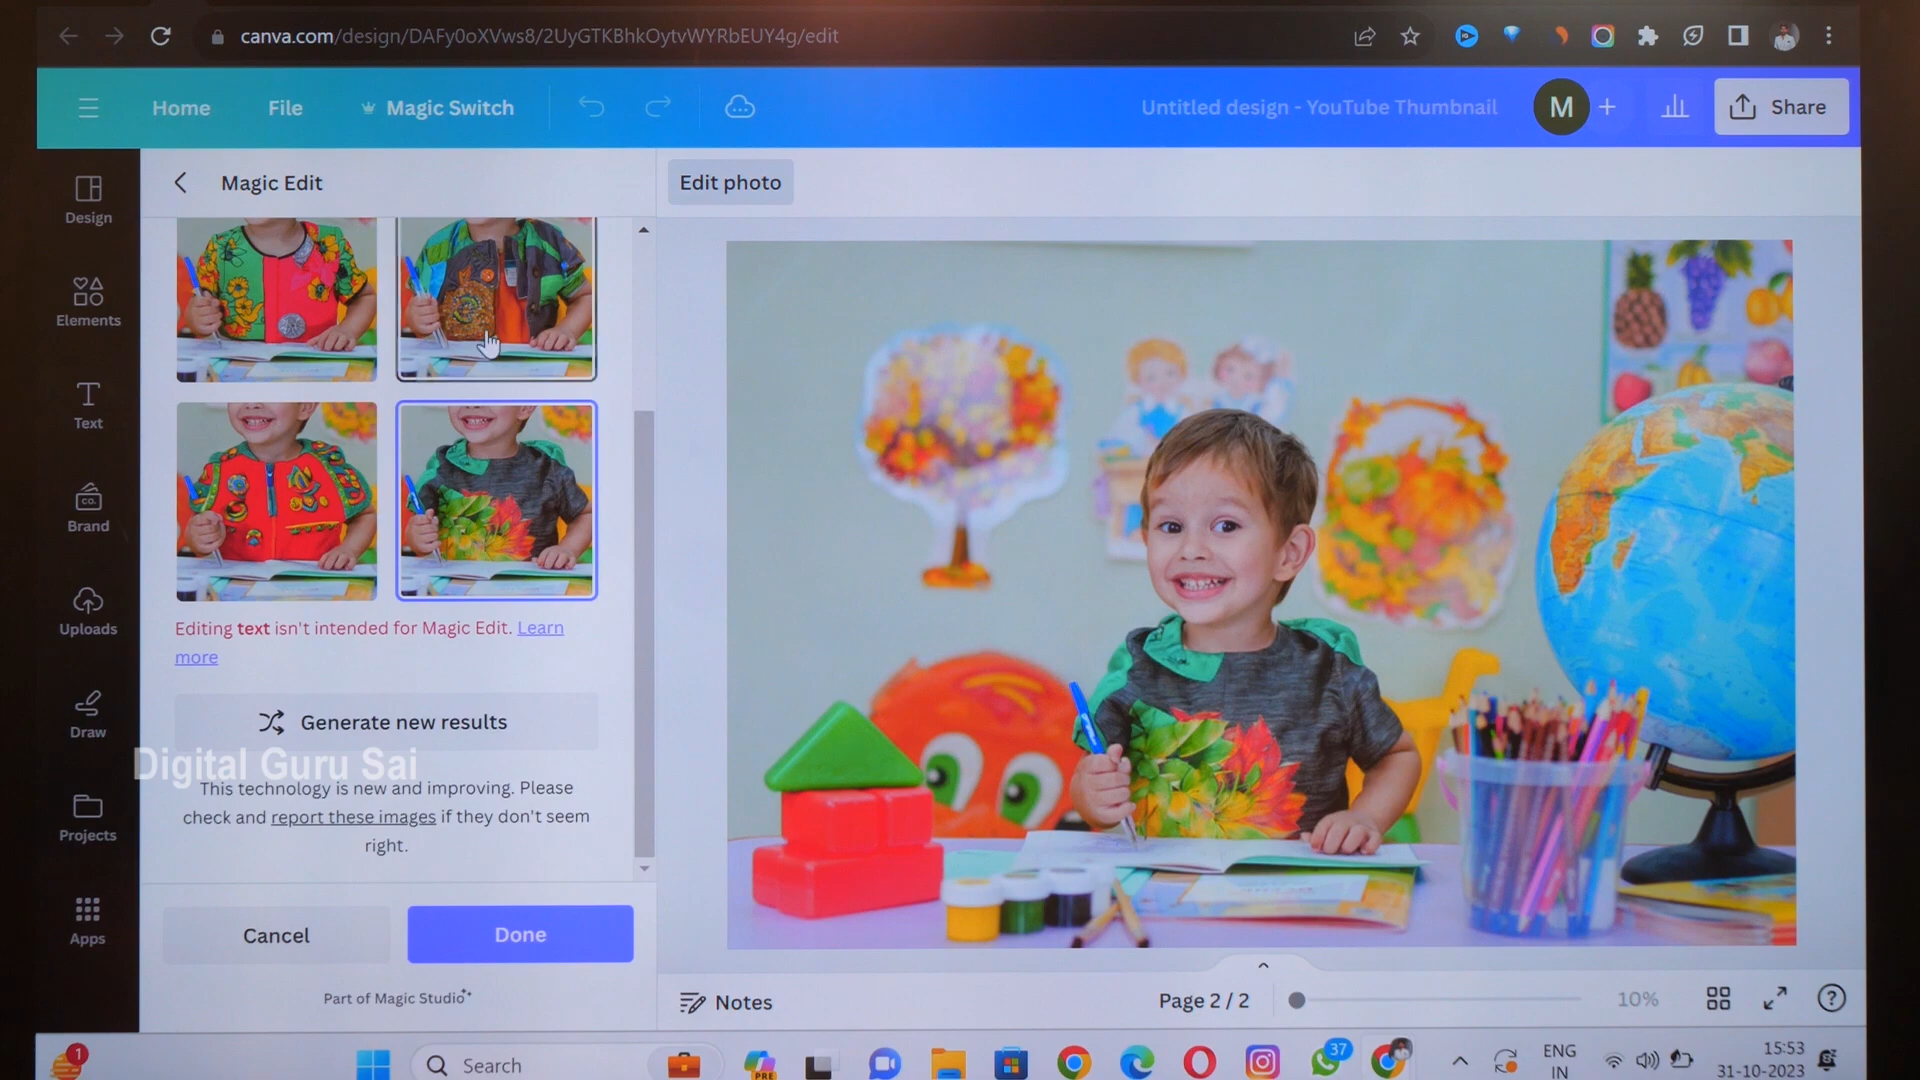 canva.com/design/DAFy0oXVws8/2UyGTKBhkOytvWYRbEUY4g/edit
Home File Magic Switch Untitled design - YouTube Thumbnail M Share
Design
Elements
Text
Brand
CO.
Uploads
Draw
Projects
Apps
Magic Edit
Edit photo
Editing text isn't intended for Magic Edit. Learn
more
Generate new results
Digital Guru Sai
This technology is new and improving. Please
check and report these images if they don't seem
right.
Cancel Done
Part of Magic Studio
Notes Page 2 / 2 10%
1
Search
PRE
37
ENG
IN
15:53
31-10-2023